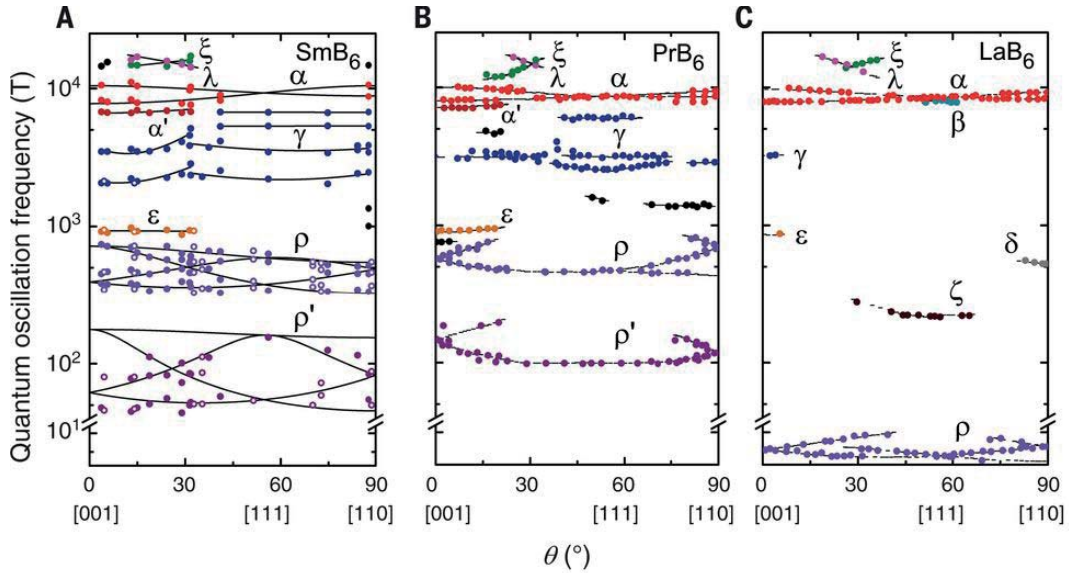 A
B
C
SmB6
PrB6
LaB6
Quantum oscillation frequency (T)
10^4
10^3
10^2
10^1
ξ
λ
α
α'
γ
ε
ρ
ρ'
ξ
λ
α
α'
γ
ε
ρ
ρ'
ξ
λ
α
β
γ
ε
δ
ζ
ρ
0 30 60 90
0 30 60 90
0 30 60 90
[001] [111] [110]
[001] [111] [110]
[001] [111] [110]
θ (°)